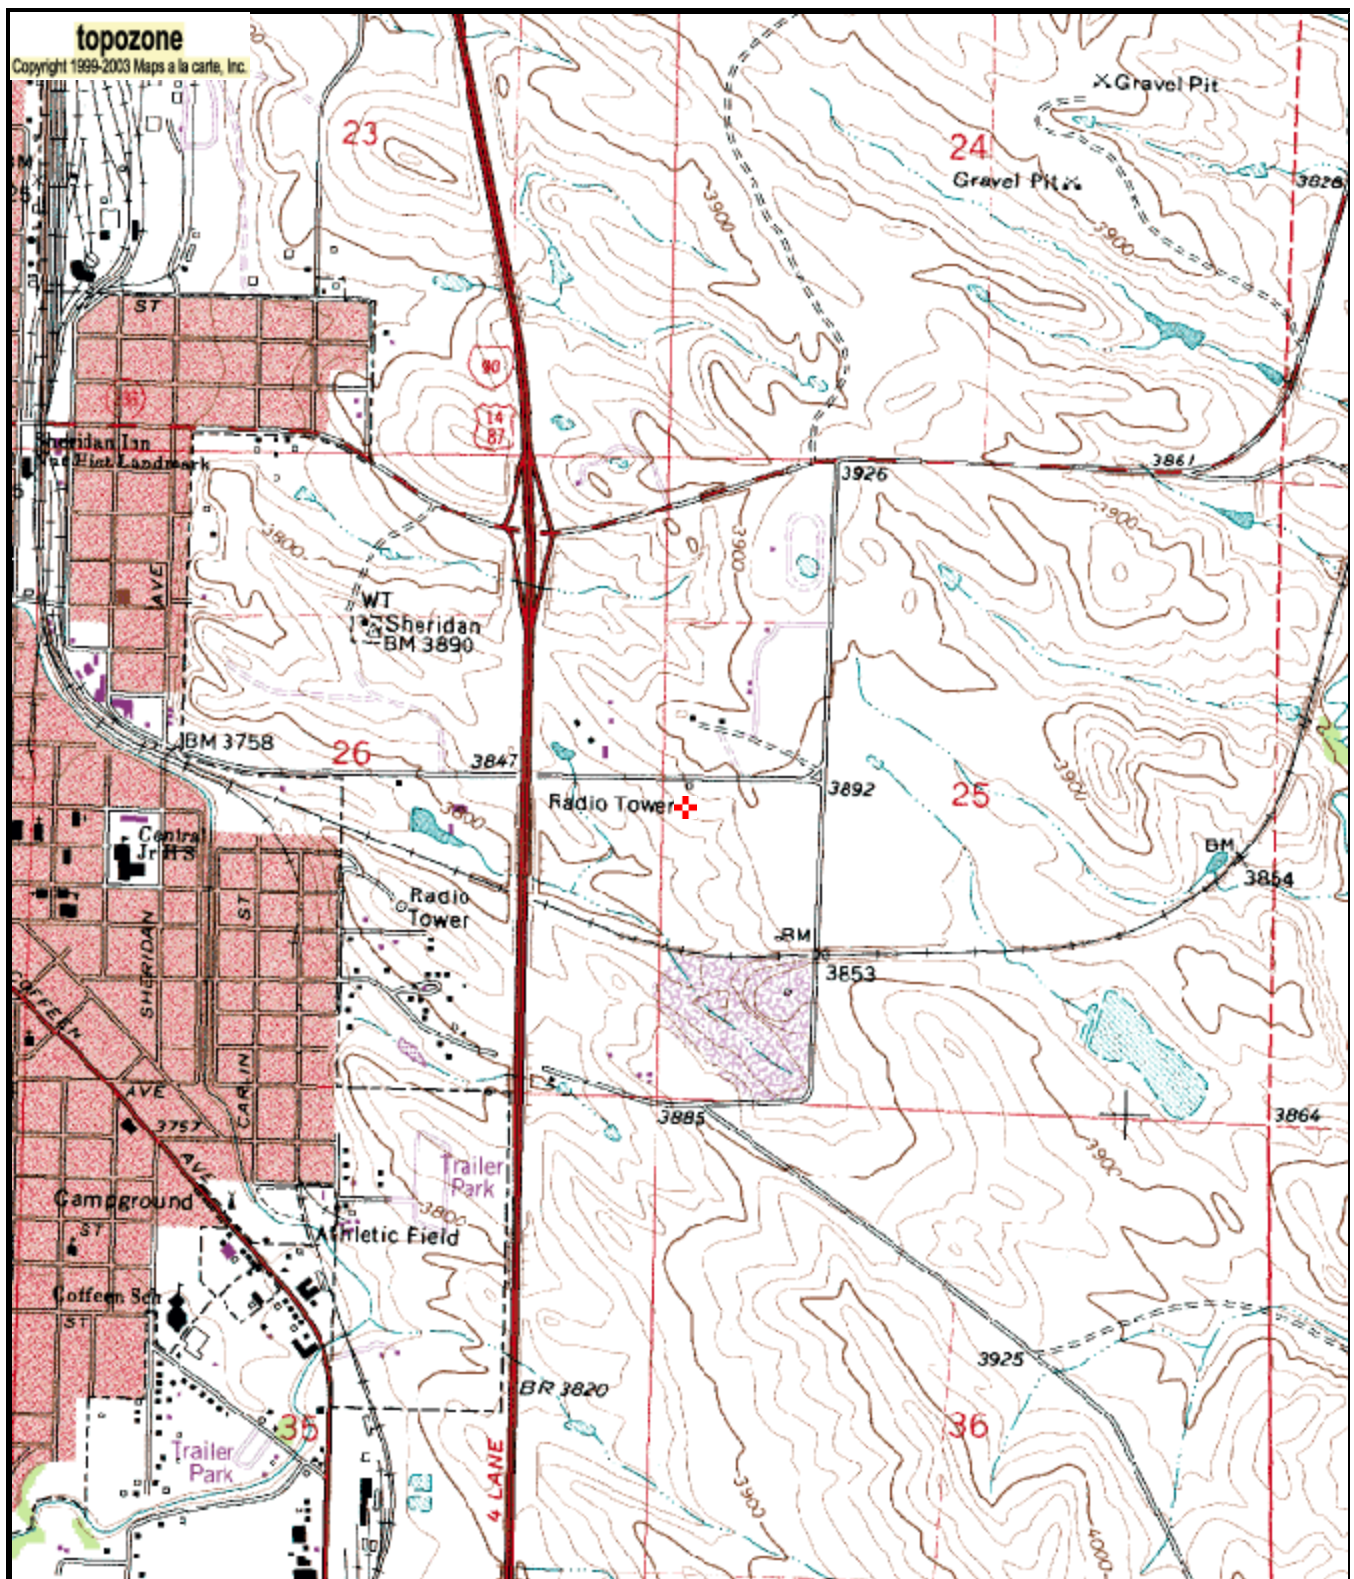 topozone
Copyright 1999-2003 Maps a la carte, Inc.
Gravel Pit
23
24
Gravel Pit
3828
3900
3900
ST
90
14
87
336
Sheridan Inn
Nat Hist Landmark
3861
3926
3900
3800
3900
AVE
WT
Sheridan
BM 3890
BM 3758
26
3847
3892
25
3900
Radio Tower
3800
Central
Jr H S
BM
3854
Radio
Tower
ST
SHERIDAN
BM
3853
COFFEEN
CARLIN
AVE
3757
3885
3864
3900
AVE
Trailer
Park
Campground
ST
3800
Athletic Field
Coffeen Sch
ST
3925
BR 3820
35
36
Trailer
Park
4 LANE
3900
4000